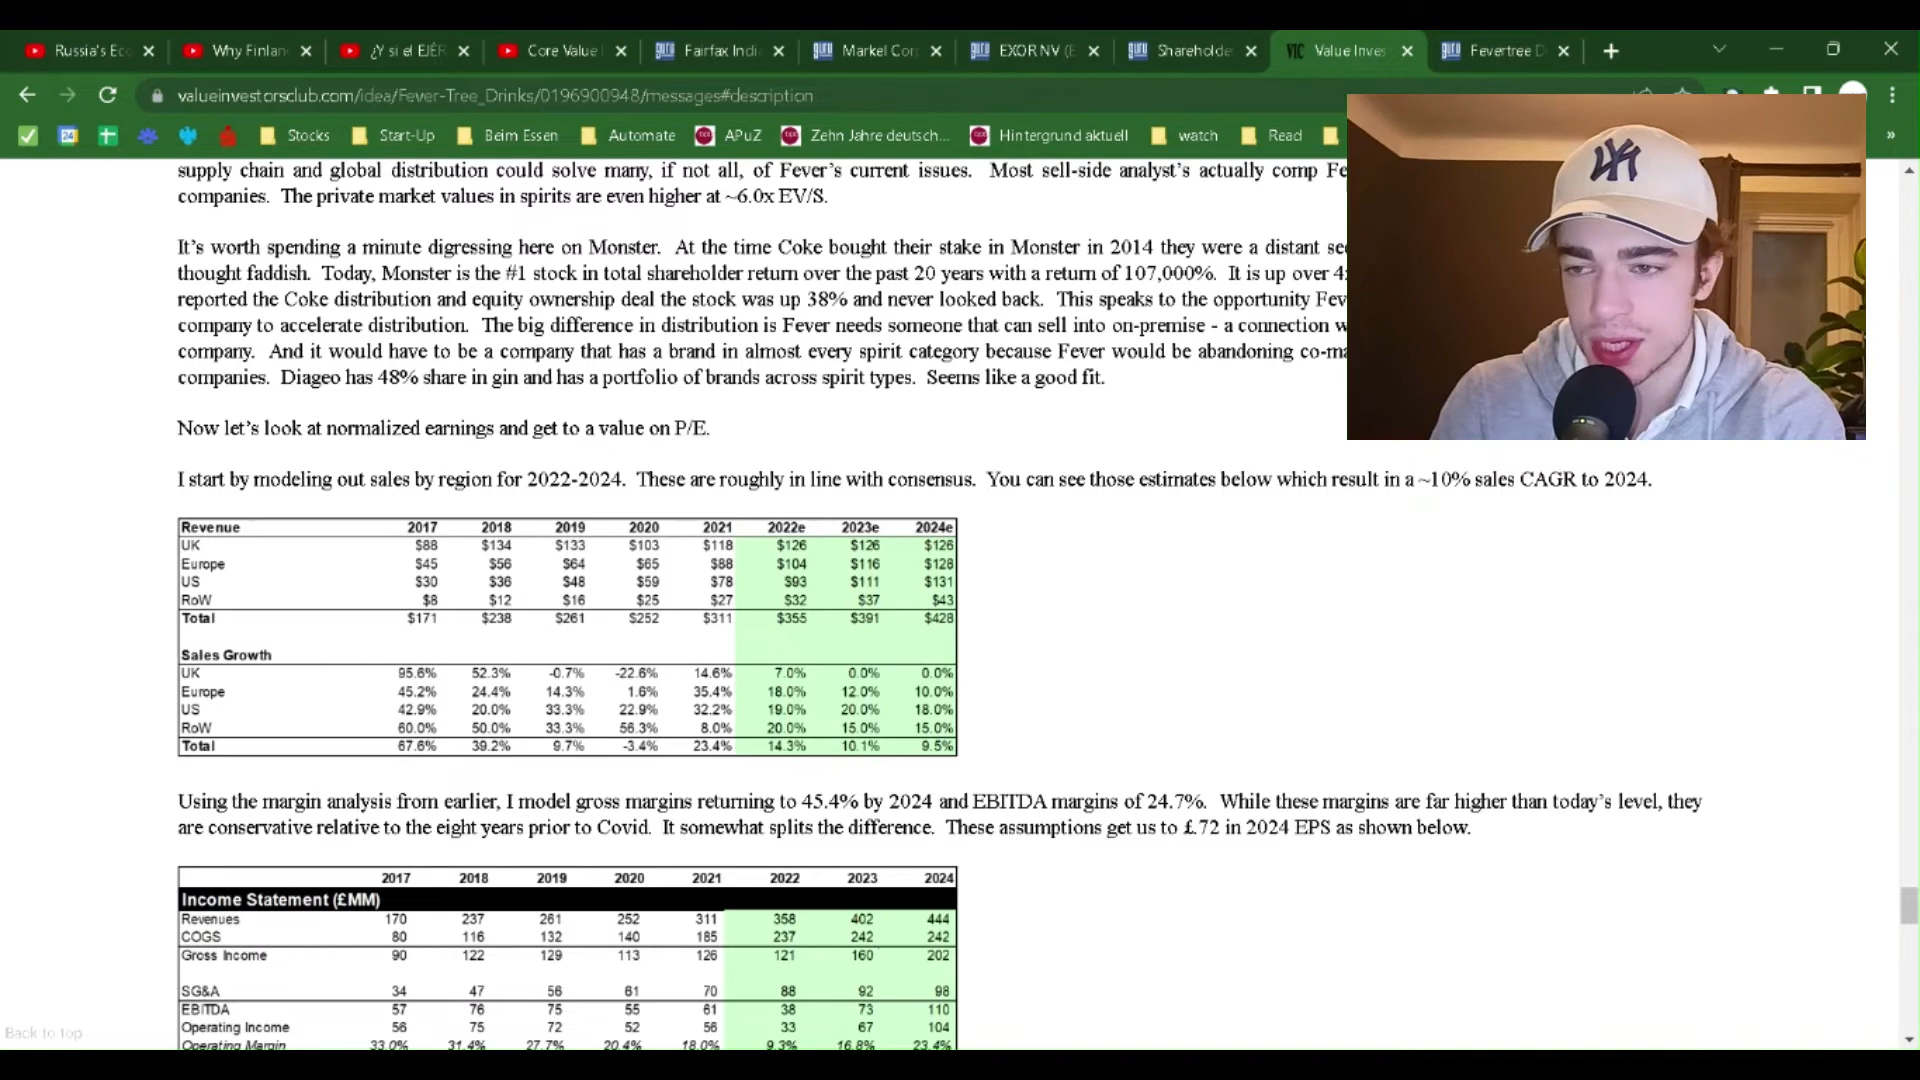 Russia's Ec
Why Finlan
¿Y si el EJÉR
Core Value
Fairfax Indi
Markel Cor
EXOR NV (E
Shareholde
VIC Value Inves
Fevertree D
valueinvestorsclub.com/idea/Fever-Tree_Drinks/0196900948/messages#description
24 Stocks Start-Up Beim Essen Automate APuZ Zehn Jahre deutsch... Hintergrund aktuell watch Read »
supply chain and global distribution could solve many, if not all, of Fever's current issues. Most sell-side analyst's actually comp Fe
companies. The private market values in spirits are even higher at ~6.0x EV/S.
It's worth spending a minute digressing here on Monster. At the time Coke bought their stake in Monster in 2014 they were a distant se
thought faddish. Today, Monster is the #1 stock in total shareholder return over the past 20 years with a return of 107,000%. It is up over 4
reported the Coke distribution and equity ownership deal the stock was up 38% and never looked back. This speaks to the opportunity Fev
company to accelerate distribution. The big difference in distribution is Fever needs someone that can sell into on-premise - a connection w
company. And it would have to be a company that has a brand in almost every spirit category because Fever would be abandoning co-ma
companies. Diageo has 48% share in gin and has a portfolio of brands across spirit types. Seems like a good fit.
Now let's look at normalized earnings and get to a value on P/E.
I start by modeling out sales by region for 2022-2024. These are roughly in line with consensus. You can see those estimates below which result in a ~10% sales CAGR to 2024.
Revenue 2017 2018 2019 2020 2021 2022e 2023e 2024e
UK $88 $134 $133 $103 $118 $126 $126 $126
Europe $45 $56 $64 $65 $88 $104 $116 $128
US $30 $36 $48 $59 $78 $93 $111 $131
RoW $8 $12 $16 $25 $27 $32 $37 $43
Total $171 $238 $261 $252 $311 $355 $391 $428
Sales Growth
UK 95.6% 52.3% -0.7% -22.6% 14.6% 7.0% 0.0% 0.0%
Europe 45.2% 24.4% 14.3% 1.6% 35.4% 18.0% 12.0% 10.0%
US 42.9% 20.0% 33.3% 22.9% 32.2% 19.0% 20.0% 18.0%
RoW 60.0% 50.0% 33.3% 56.3% 8.0% 20.0% 15.0% 15.0%
Total 67.6% 39.2% 9.7% -3.4% 23.4% 14.3% 10.1% 9.5%
Using the margin analysis from earlier, I model gross margins returning to 45.4% by 2024 and EBITDA margins of 24.7%. While these margins are far higher than today's level, they
are conservative relative to the eight years prior to Covid. It somewhat splits the difference. These assumptions get us to £.72 in 2024 EPS as shown below.
2017 2018 2019 2020 2021 2022 2023 2024
Income Statement (£MM)
Revenues 170 237 261 252 311 358 402 444
COGS 80 116 132 140 185 237 242 242
Gross Income 90 122 129 113 126 121 160 202
SG&A 34 47 56 61 70 88 92 98
EBITDA 57 76 75 55 61 38 73 110
Operating Income 56 75 72 52 56 33 67 104
Operating Margin 33.0% 31.4% 27.7% 20.4% 18.0% 9.3% 16.8% 23.4%
Back to top